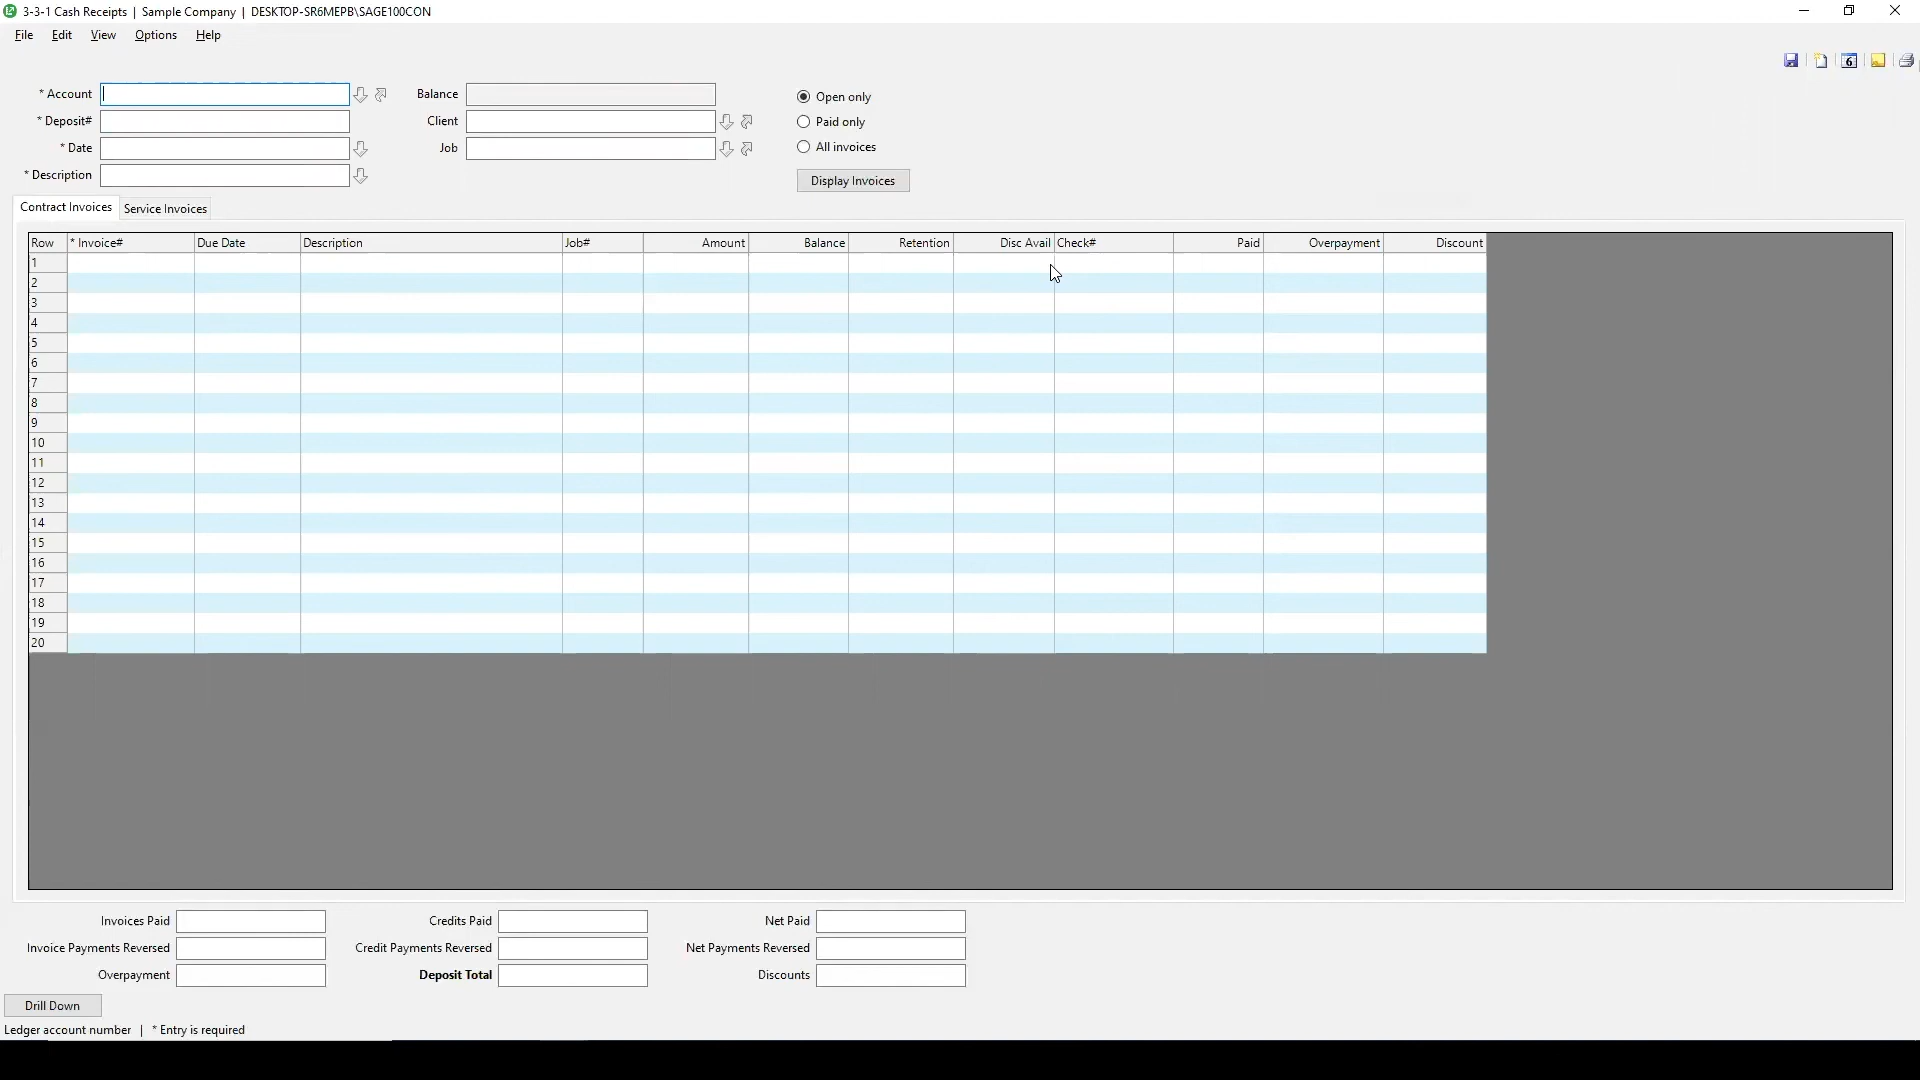 3-3-1 Cash Receipts | Sample Company | DESKTOP-SR6MEPB\SAGE100CON
File Edit View Options Help
6
* Account Balance Open only
* Deposit# Client Paid only
* Date Job All invoices
* Description Display Invoices
Contract Invoices Service Invoices
Row * Invoice# Due Date Description Job# Amount Balance Retention Disc Avail Check# Paid Overpayment Discount
1
2
3
4
5
6
7
8
9
10
11
12
13
14
15
16
17
18
19
20
Invoices Paid Credits Paid Net Paid
Invoice Payments Reversed Credit Payments Reversed Net Payments Reversed
Overpayment Deposit Total Discounts
Drill Down
Ledger account number | * Entry is required